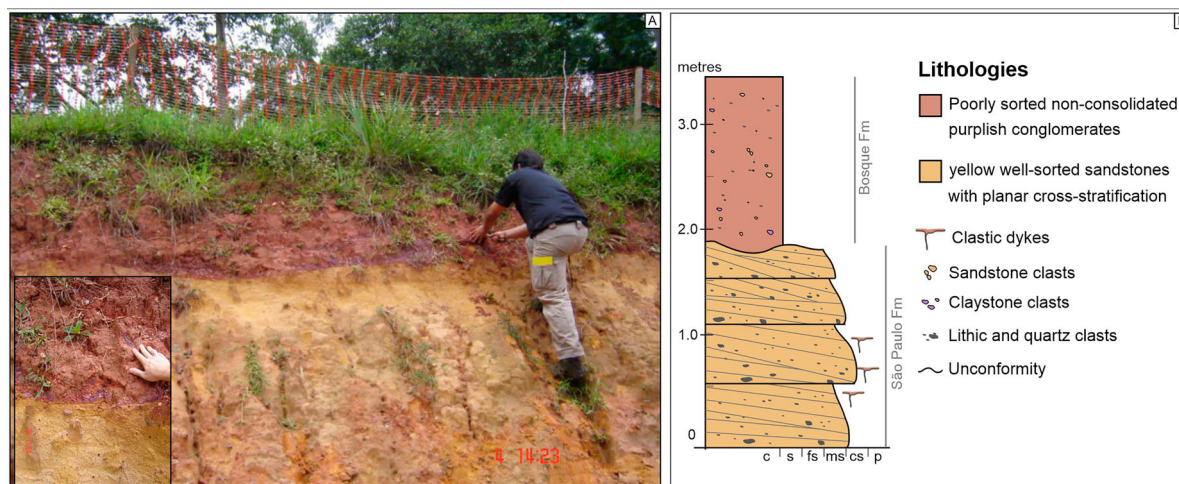 A
4 14:23
metres
3.0
2.0
1.0
0
c s fs ms cs p
Bosque Fm
São Paulo Fm
Lithologies
Poorly sorted non-consolidated
purplish conglomerates
yellow well-sorted sandstones
with planar cross-stratification
Clastic dykes
Sandstone clasts
Claystone clasts
Lithic and quartz clasts
Unconformity